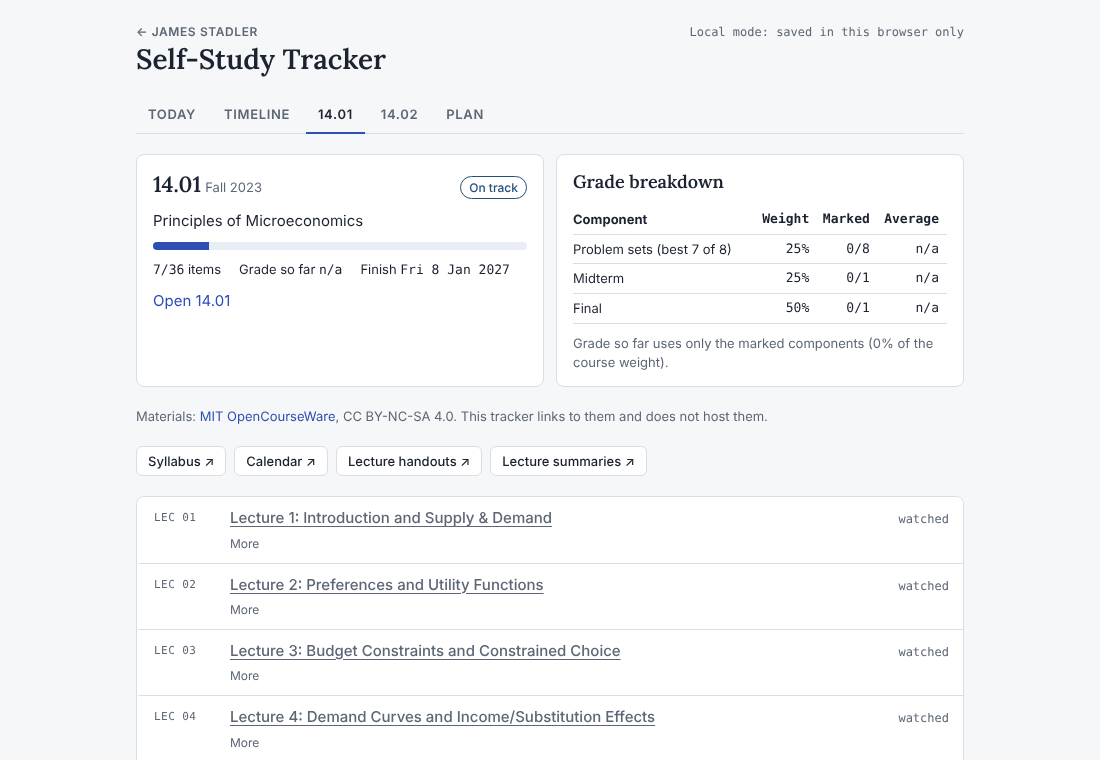 ← JAMES STADLER
Local mode: saved in this browser only
Self-Study Tracker
TODAY TIMELINE 14.01 14.02 PLAN
14.01 Fall 2023
On track
Principles of Microeconomics
7/36 items Grade so far n/a Finish Fri 8 Jan 2027
Open 14.01
Grade breakdown
Component Weight Marked Average
Problem sets (best 7 of 8) 25% 0/8 n/a
Midterm 25% 0/1 n/a
Final 50% 0/1 n/a
Grade so far uses only the marked components (0% of the
course weight).
Materials: MIT OpenCourseWare, CC BY-NC-SA 4.0. This tracker links to them and does not host them.
Syllabus ↗ Calendar ↗ Lecture handouts ↗ Lecture summaries ↗
LEC 01 Lecture 1: Introduction and Supply & Demand watched
More
LEC 02 Lecture 2: Preferences and Utility Functions watched
More
LEC 03 Lecture 3: Budget Constraints and Constrained Choice watched
More
LEC 04 Lecture 4: Demand Curves and Income/Substitution Effects watched
More